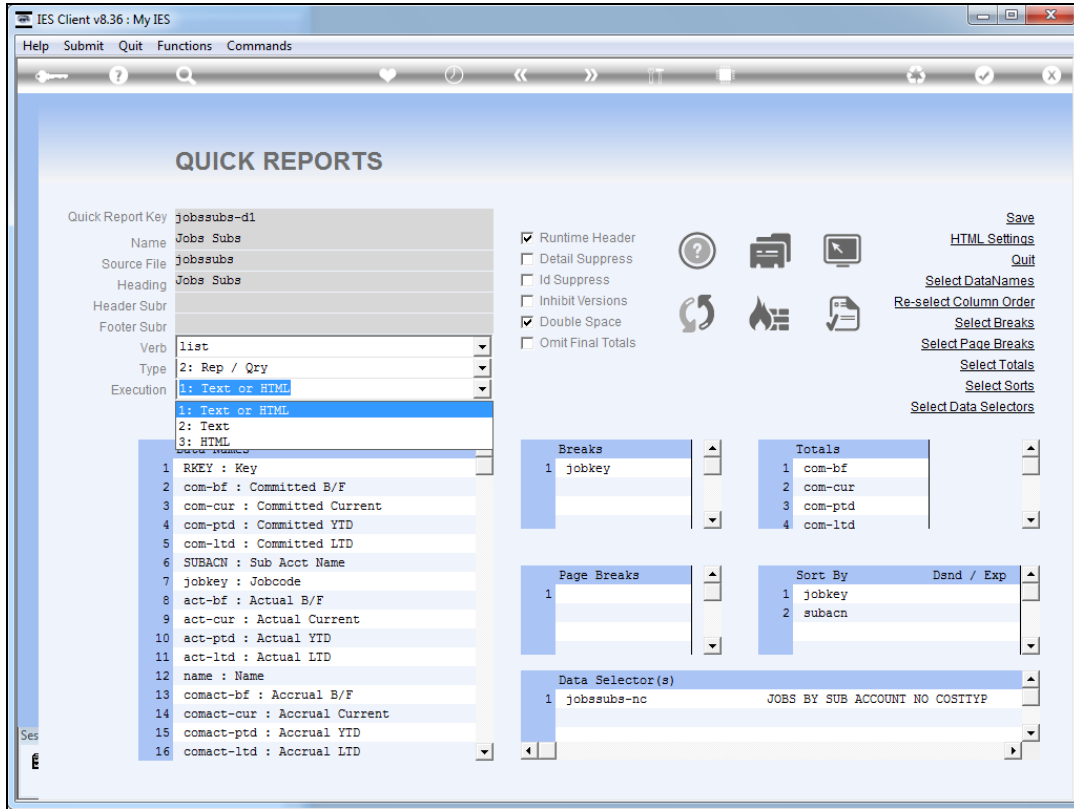 IES Client v8.36 : My IES
Help Submit Quit Functions Commands
QUICK REPORTS
Quick Report Key jobssubs-d1
Name Jobs Subs
Source File jobssubs
Heading Jobs Subs
Header Subr
Footer Subr
Verb list
Type 2: Rep / Qry
Execution 1: Text or HTML
1: Text or HTML
2: Text
3: HTML
Runtime Header
Detail Suppress
Id Suppress
Inhibit Versions
Double Space
Omit Final Totals
Save
HTML Settings
Quit
Select DataNames
Re-select Column Order
Select Breaks
Select Page Breaks
Select Totals
Select Sorts
Select Data Selectors
Data Names
1 RKEY : Key
2 com-bf : Committed B/F
3 com-cur : Committed Current
4 com-ptd : Committed YTD
5 com-ltd : Committed LTD
6 SUBACN : Sub Acct Name
7 jobkey : Jobcode
8 act-bf : Actual B/F
9 act-cur : Actual Current
10 act-ptd : Actual YTD
11 act-ltd : Actual LTD
12 name : Name
13 comact-bf : Accrual B/F
14 comact-cur : Accrual Current
15 comact-ptd : Accrual YTD
16 comact-ltd : Accrual LTD
Breaks
1 jobkey
Totals
1 com-bf
2 com-cur
3 com-ptd
4 com-ltd
Page Breaks
1
Sort By Dsnd / Exp
1 jobkey
2 subacn
Data Selector(s)
1 jobssubs-nc JOBS BY SUB ACCOUNT NO COSTTYP
Ses